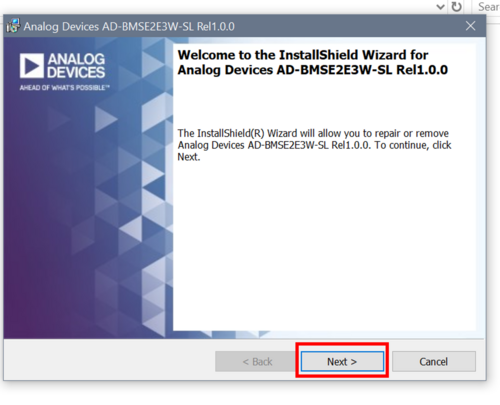 Sear
Analog Devices AD-BMSE2E3W-SL Rel1.0.0
ANALOG
DEVICES
AHEAD OF WHAT'S POSSIBLE™
Welcome to the InstallShield Wizard for
Analog Devices AD-BMSE2E3W-SL Rel1.0.0
The InstallShield(R) Wizard will allow you to repair or remove
Analog Devices AD-BMSE2E3W-SL Rel1.0.0. To continue, click
Next.
< Back
Next >
Cancel